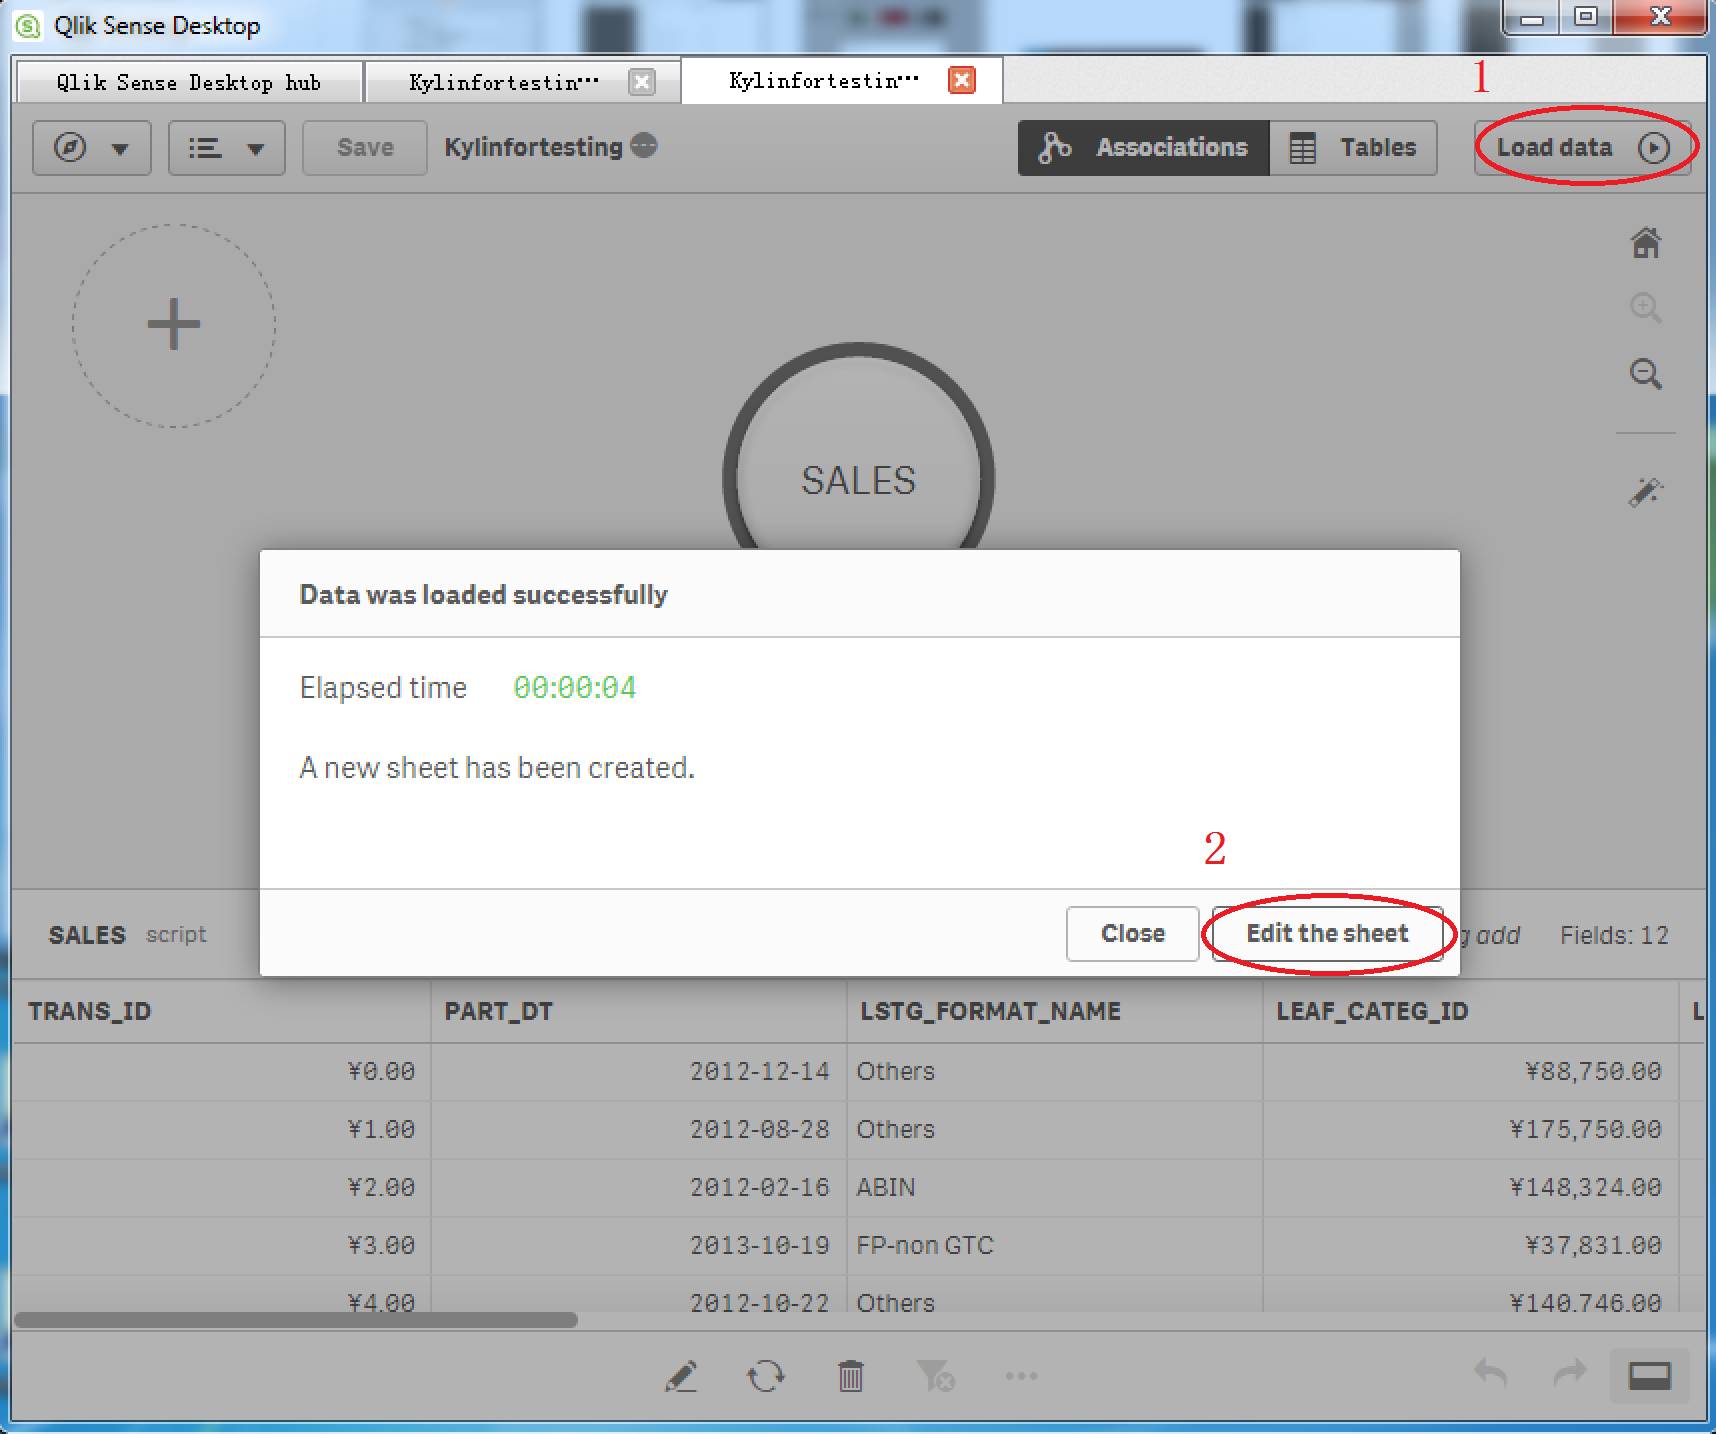 Qlik Sense Desktop
Qlik Sense Desktop hub
Kylinfortestin…
Kylinfortestin…
1
Save
Kylinfortesting
Associations
Tables
Load data
SALES
Data was loaded successfully
Elapsed time 00:00:04
A new sheet has been created.
2
Close
Edit the sheet
SALES script
add
Fields: 12
TRANS_ID PART_DT LSTG_FORMAT_NAME LEAF_CATEG_ID L
¥0.00 2012-12-14 Others ¥88,750.00
¥1.00 2012-08-28 Others ¥175,750.00
¥2.00 2012-02-16 ABIN ¥148,324.00
¥3.00 2013-10-19 FP-non GTC ¥37,831.00
¥4.00 2012-10-22 Others ¥140,746.00